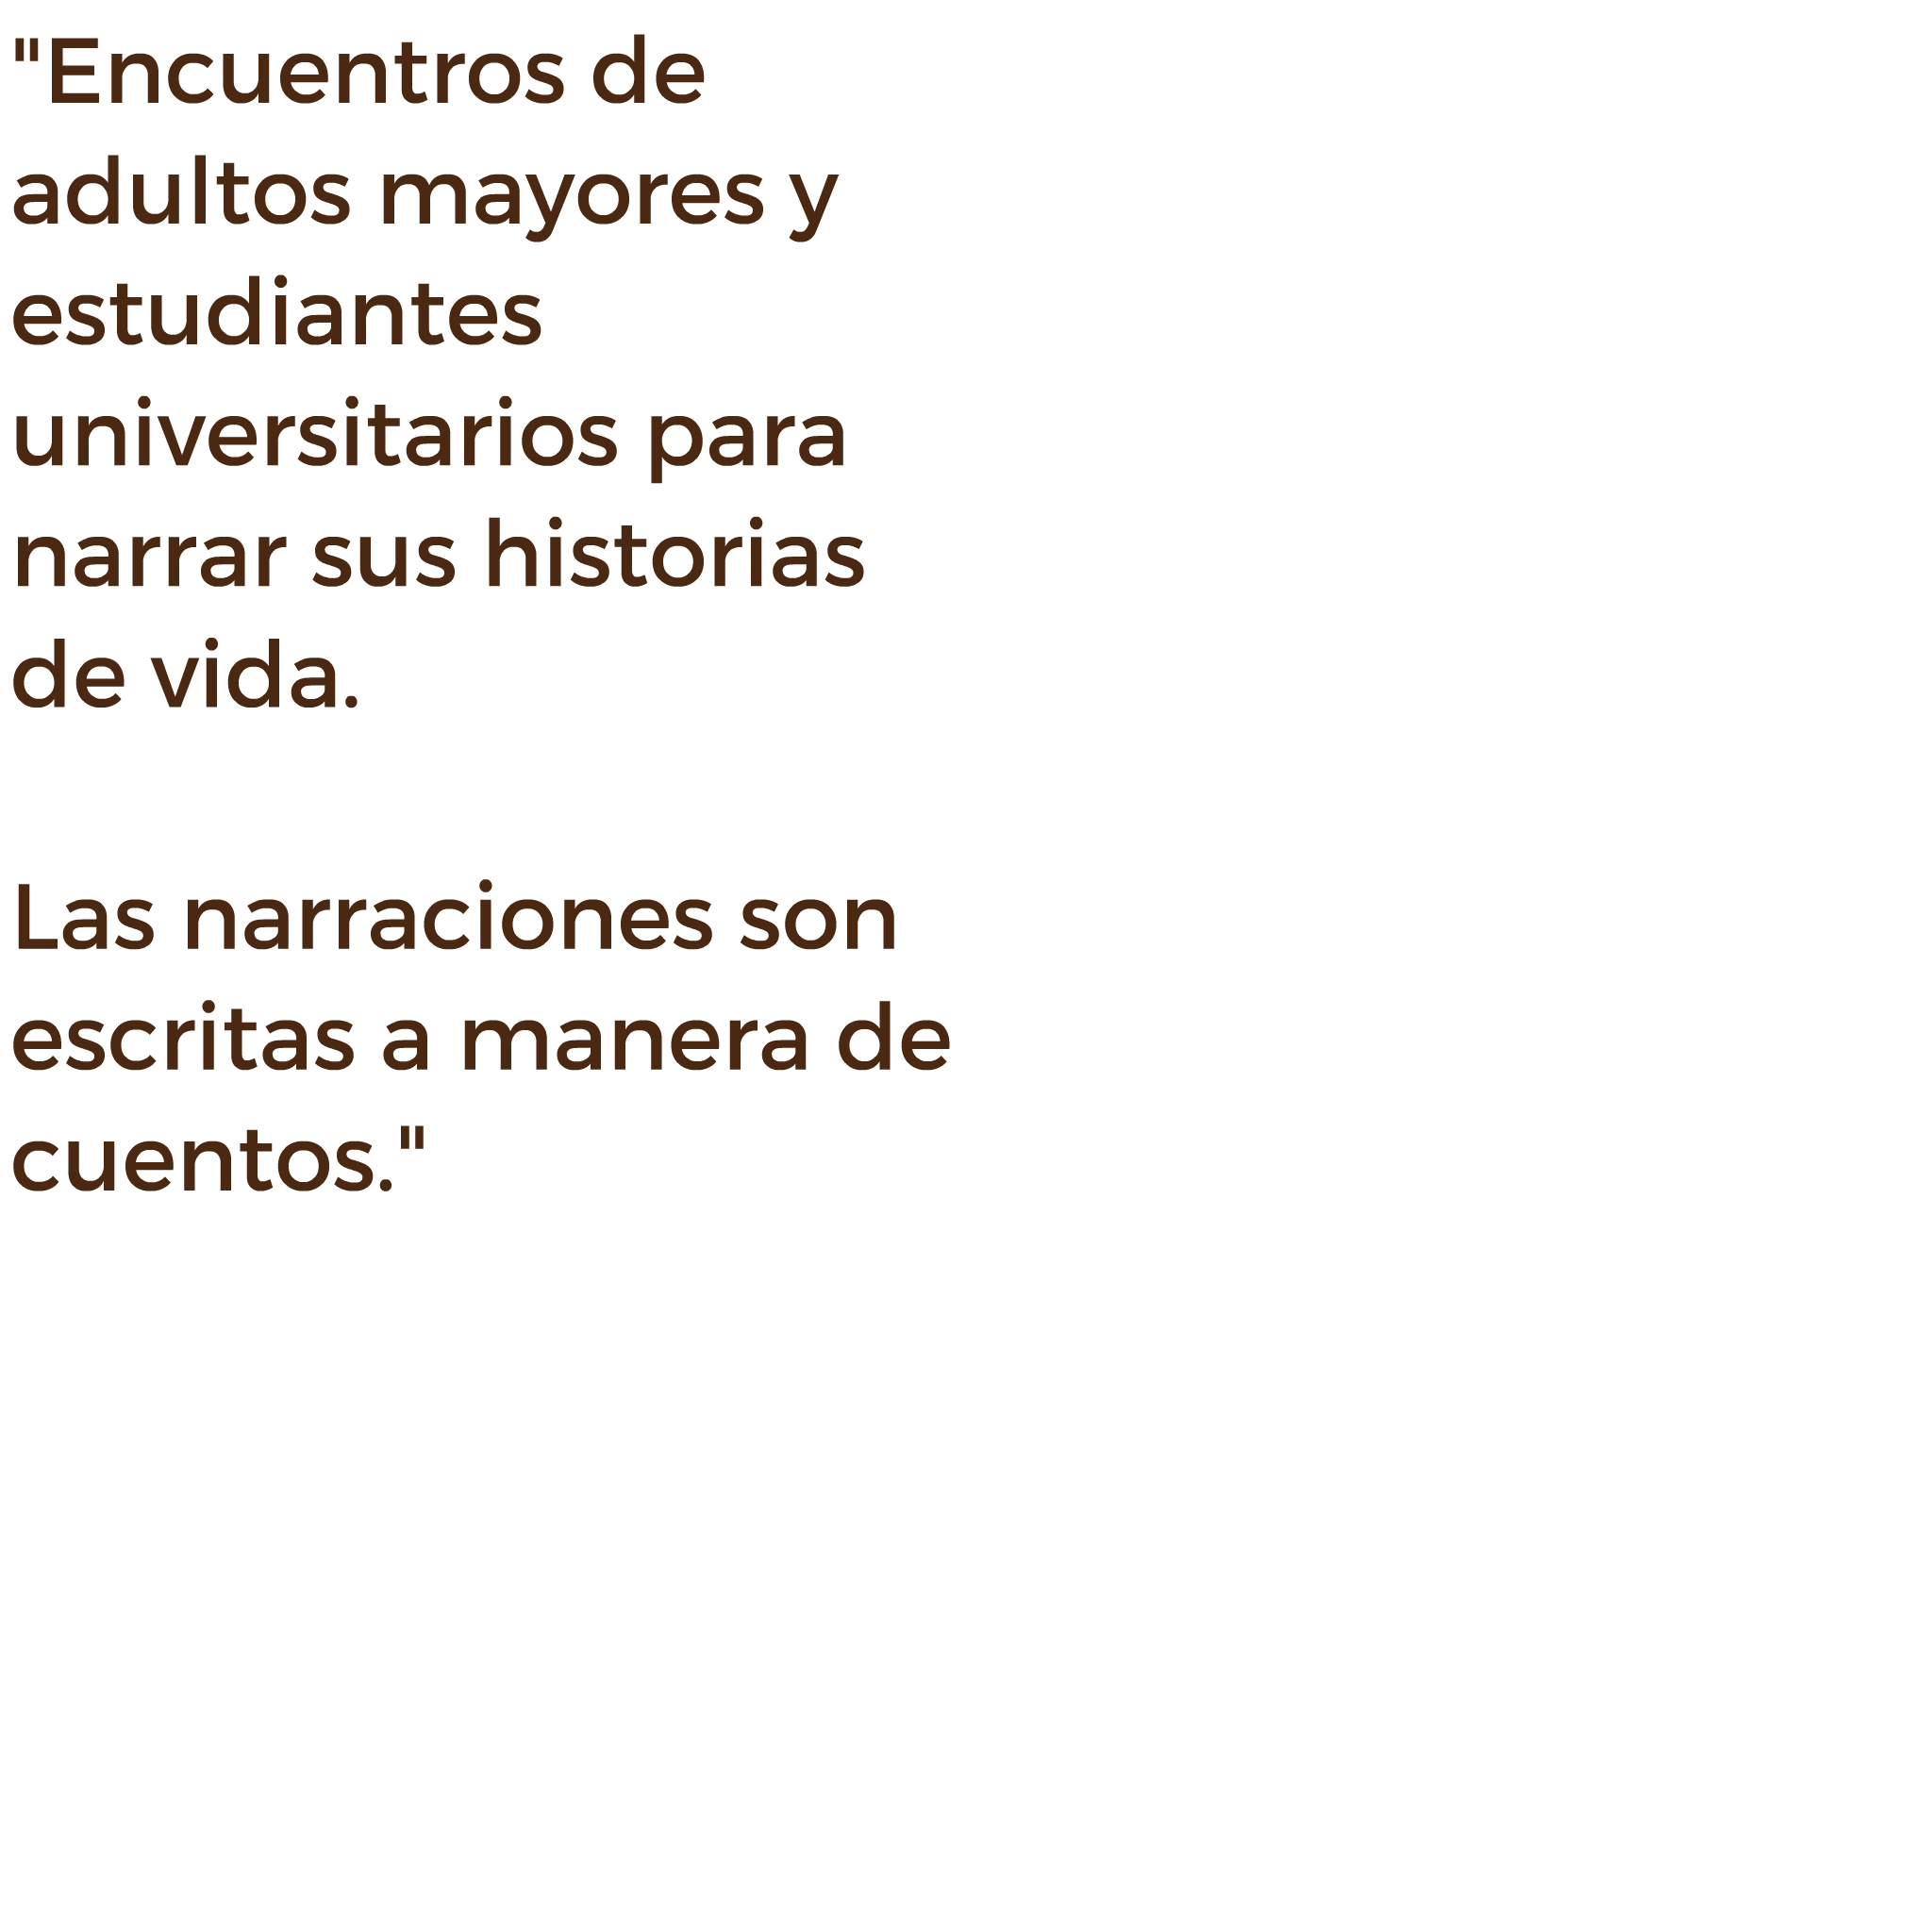 "Encuentros de
adultos mayores y
estudiantes
universitarios para
narrar sus historias
de vida.
Las narraciones son
escritas a manera de
cuentos."